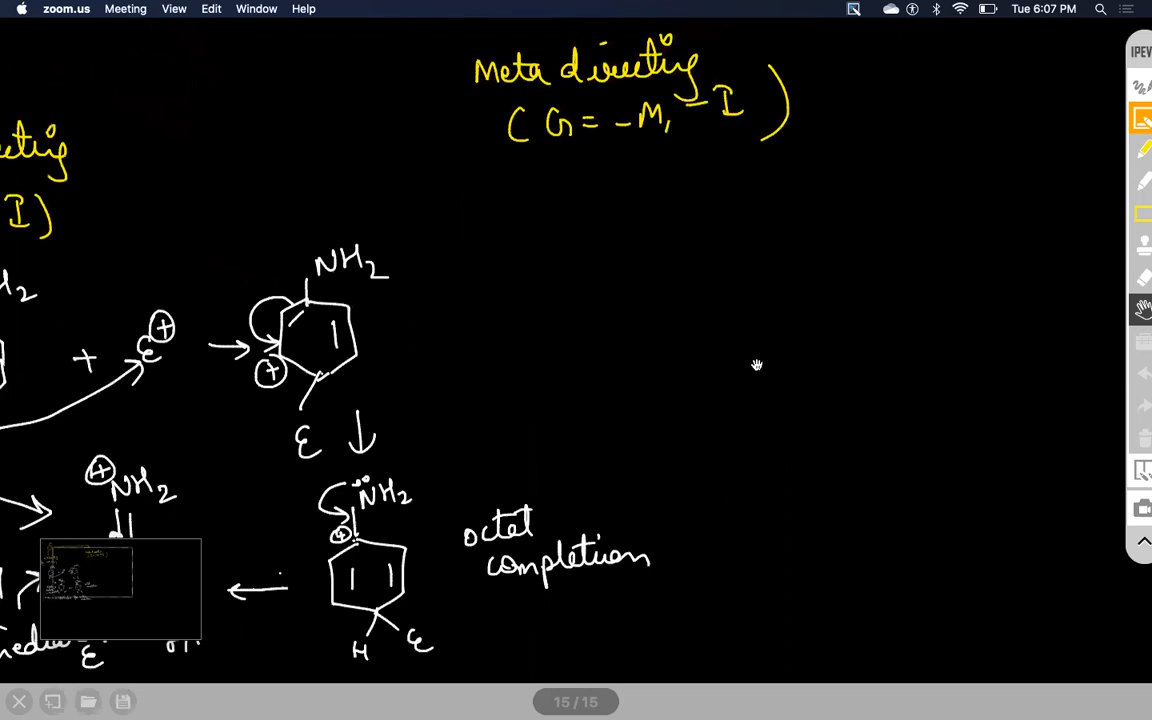 zoom.us Meeting View Edit Window Help Tue 6:07 PM
IPEV
Meta directing
( G = -M, -I )
I )
NH2
+ E + →
+
E
NH2
+ NH2
+
octet
completion
H E
E
15 / 15